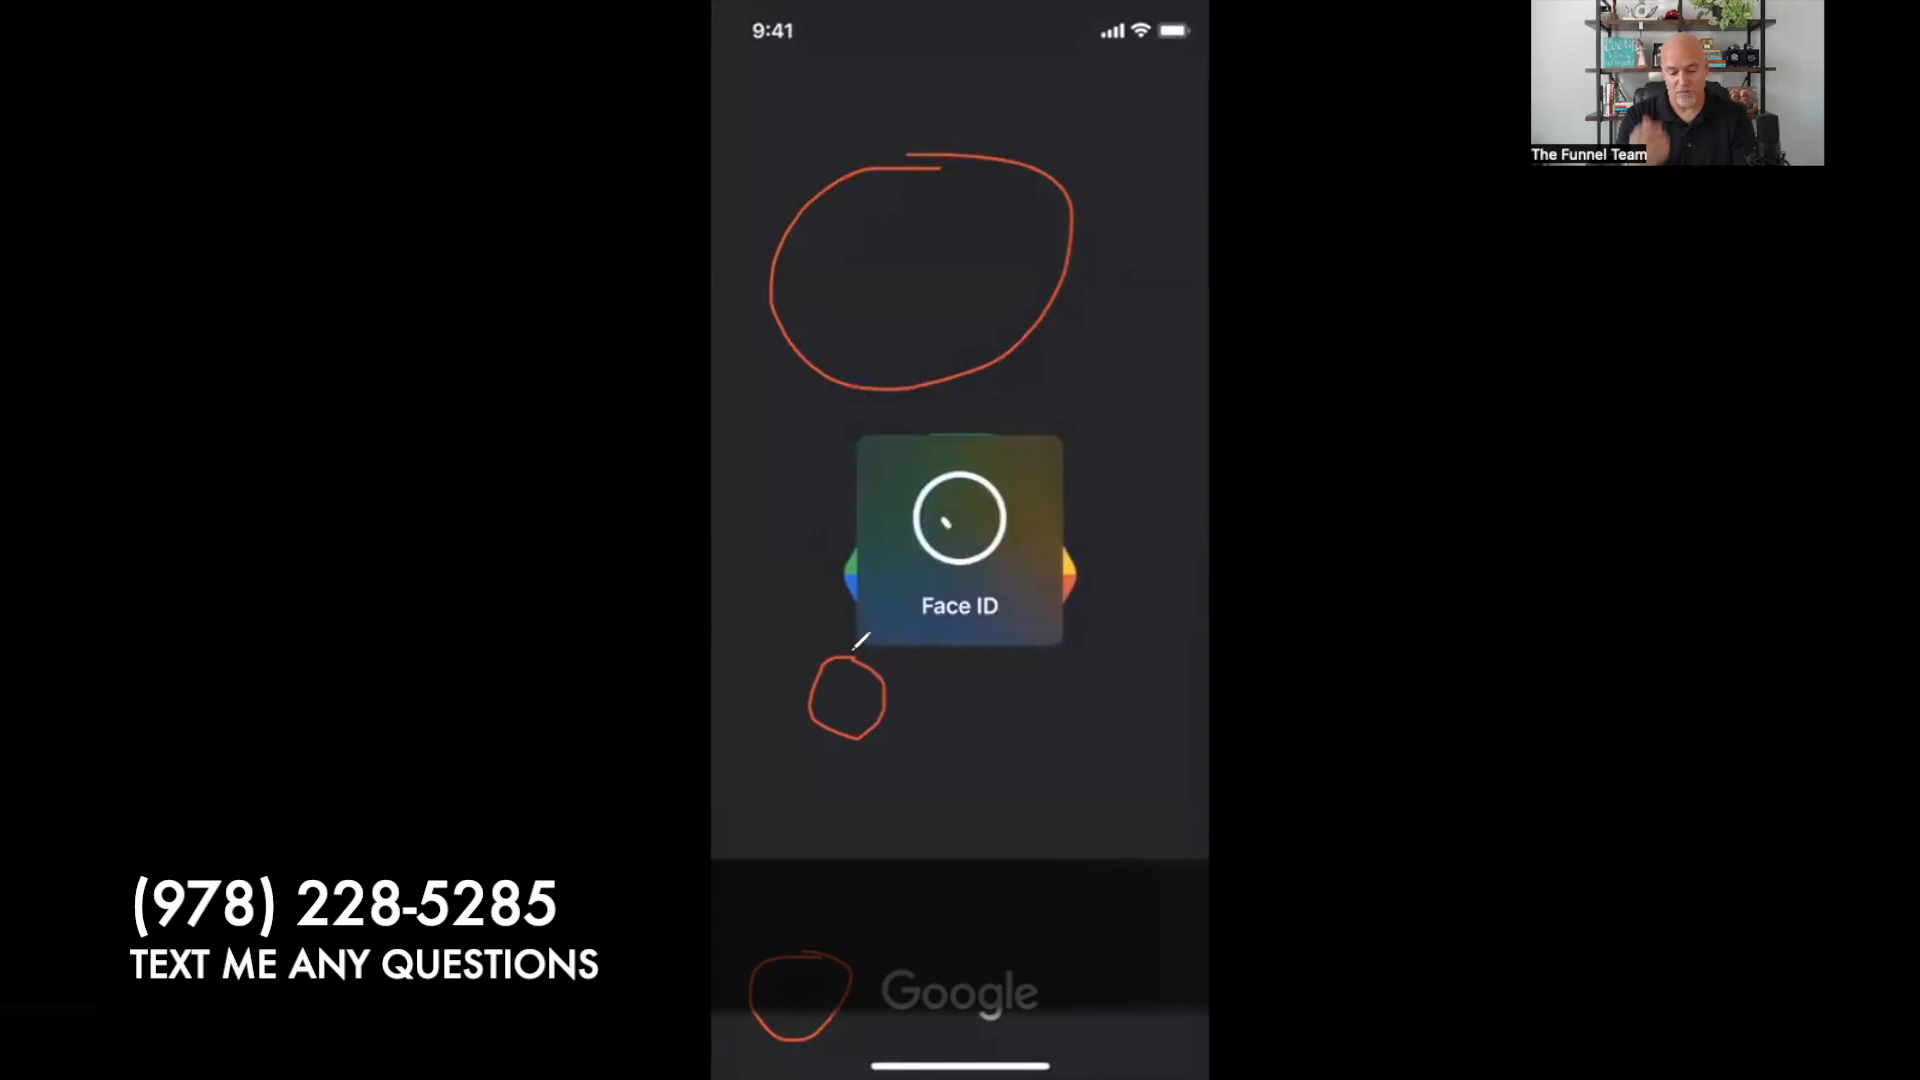 9:41
The Funnel Team
Face ID
(978) 228-5285
TEXT ME ANY QUESTIONS
Google